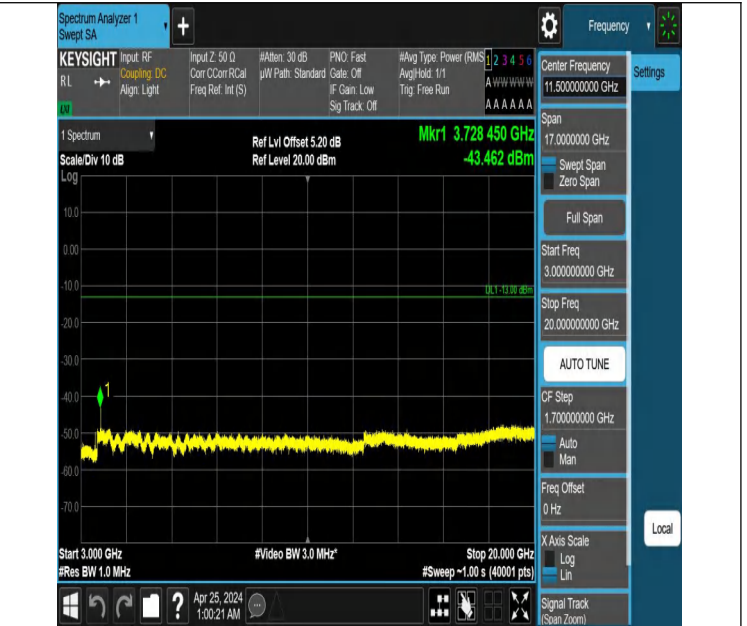 Spectrum Analyzer 1
Swept SA
Frequency
KEYSIGHT
RL
LNI
Input: RF
Coupling: DC
Align: Light
Input Z: 50 Ω
Corr CCorr RCal
Freq Ref: Int (S)
#Atten: 30 dB
µW Path: Standard
PNO: Fast
Gate: Off
IF Gain: Low
Sig Track: Off
#Avg Type: Power (RMS
Avg|Hold: 1/1
Trig: Free Run
1 2 3 4 5 6
A W W W W W
A A A A A A
1 Spectrum
Scale/Div 10 dB
Log
Ref Lvl Offset 5.20 dB
Ref Level 20.00 dBm
Mkr1 3.728 450 GHz
-43.462 dBm
10.0
0.00
-10.0
DL1 -13.00 dBm
-20.0
-30.0
-40.0
1
-50.0
-60.0
-70.0
Start 3.000 GHz
#Video BW 3.0 MHz*
Stop 20.000 GHz
#Res BW 1.0 MHz
#Sweep ~1.00 s (40001 pts)
Apr 25, 2024
1:00:21 AM
Center Frequency
11.500000000 GHz
Settings
Span
17.0000000 GHz
Swept Span
Zero Span
Full Span
Start Freq
3.000000000 GHz
Stop Freq
20.000000000 GHz
AUTO TUNE
CF Step
1.700000000 GHz
Auto
Man
Freq Offset
0 Hz
X Axis Scale
Log
Lin
Local
Signal Track
(Span Zoom)